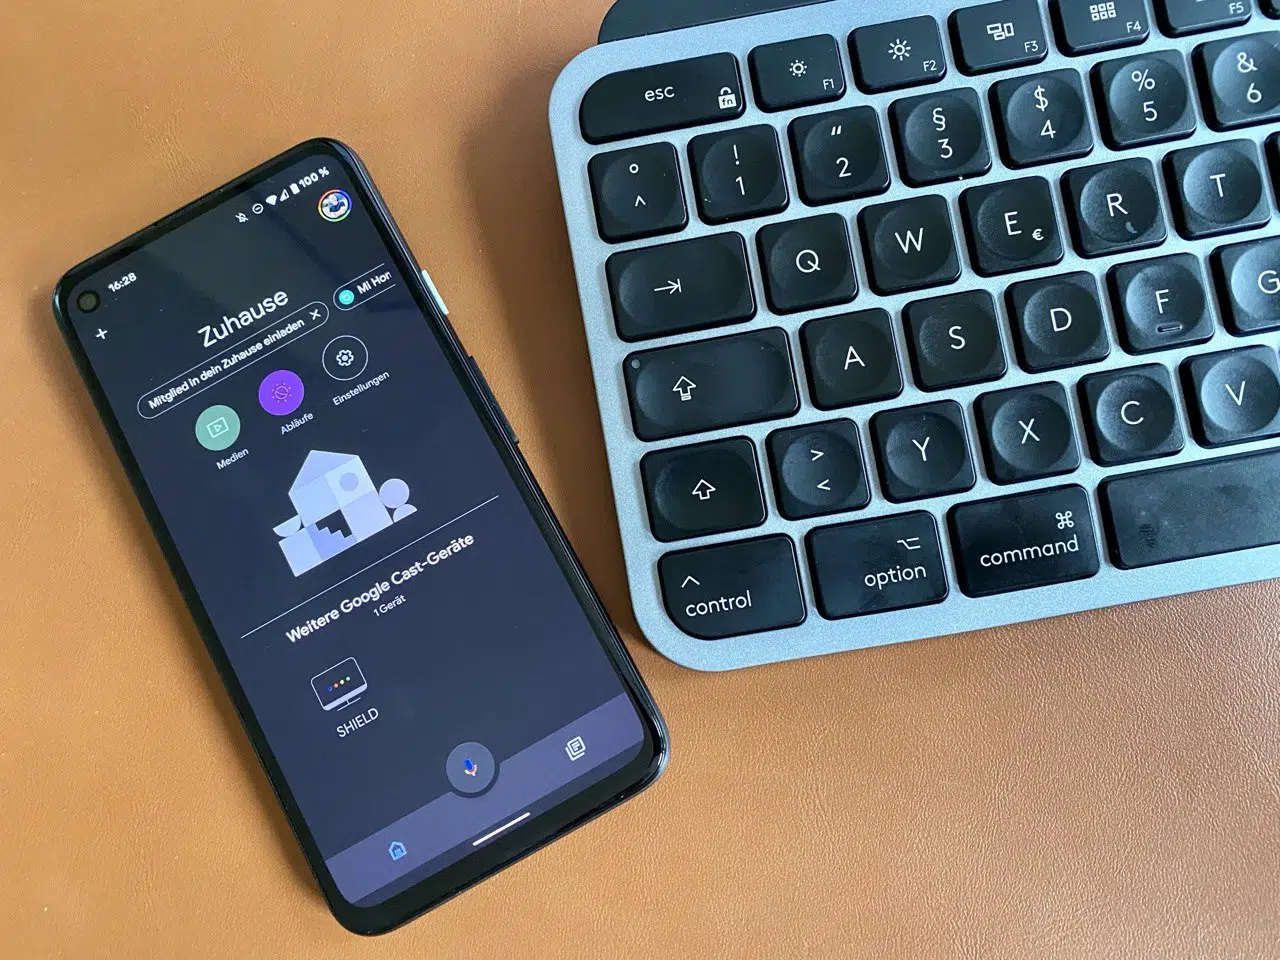 16:28
100 %
Zuhause
Mitglied in dein Zuhause einladen
Mi Hom
Medien
Abläufe
Einstellungen
Weitere Google Cast-Geräte
1 Gerät
SHIELD
esc
fn
F1
F2
F3
F4
F5
°
^
!
1
"
2
§
3
$
4
%
5
&
6
Q
W
E
€
R
T
A
S
D
F
G
>
<
Y
X
C
V
control
option
command